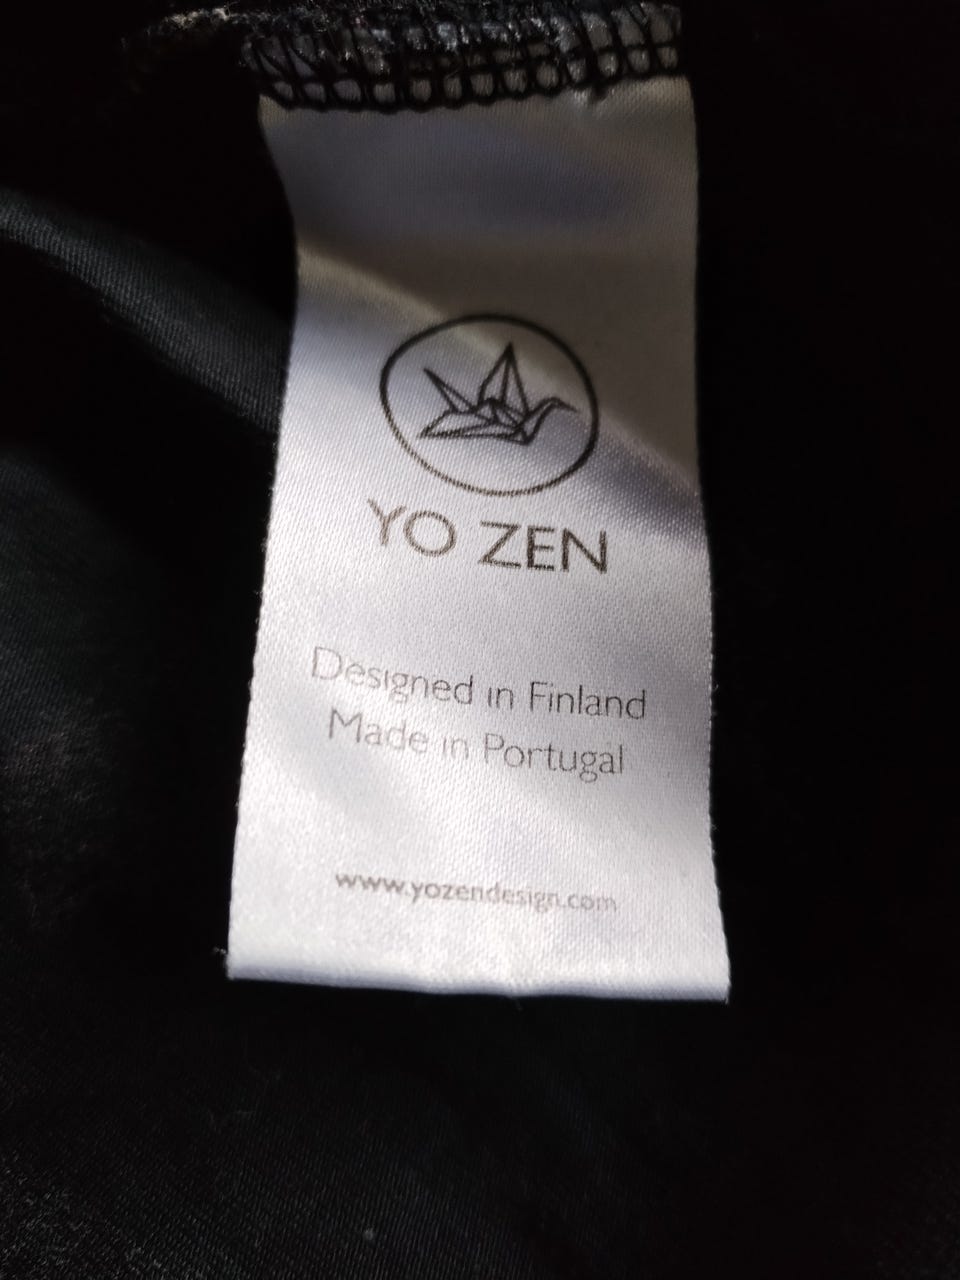 YO ZEN
Designed in Finland
Made in Portugal
www.yozendesign.com